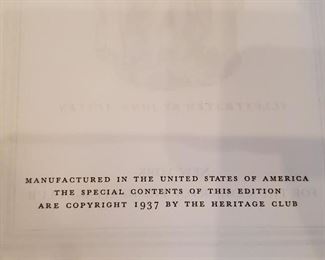 MANUFACTURED IN THE UNITED STATES OF AMERICA
THE SPECIAL CONTENTS OF THIS EDITION
ARE COPYRIGHT 1937 BY THE HERITAGE CLUB